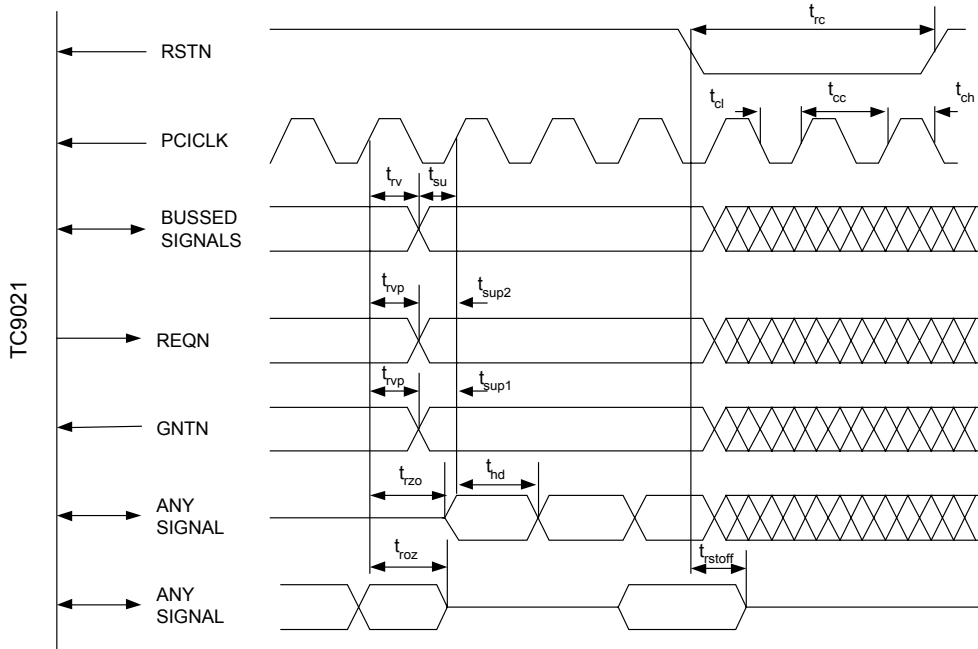 TC9021
t_rc
RSTN
t_cl
t_cc
t_ch
PCICLK
t_rv
t_su
BUSSED
SIGNALS
t_rvp
t_sup2
REQN
t_rvp
t_sup1
GNTN
t_rzo
t_hd
ANY
SIGNAL
t_roz
t_rstoff
ANY
SIGNAL